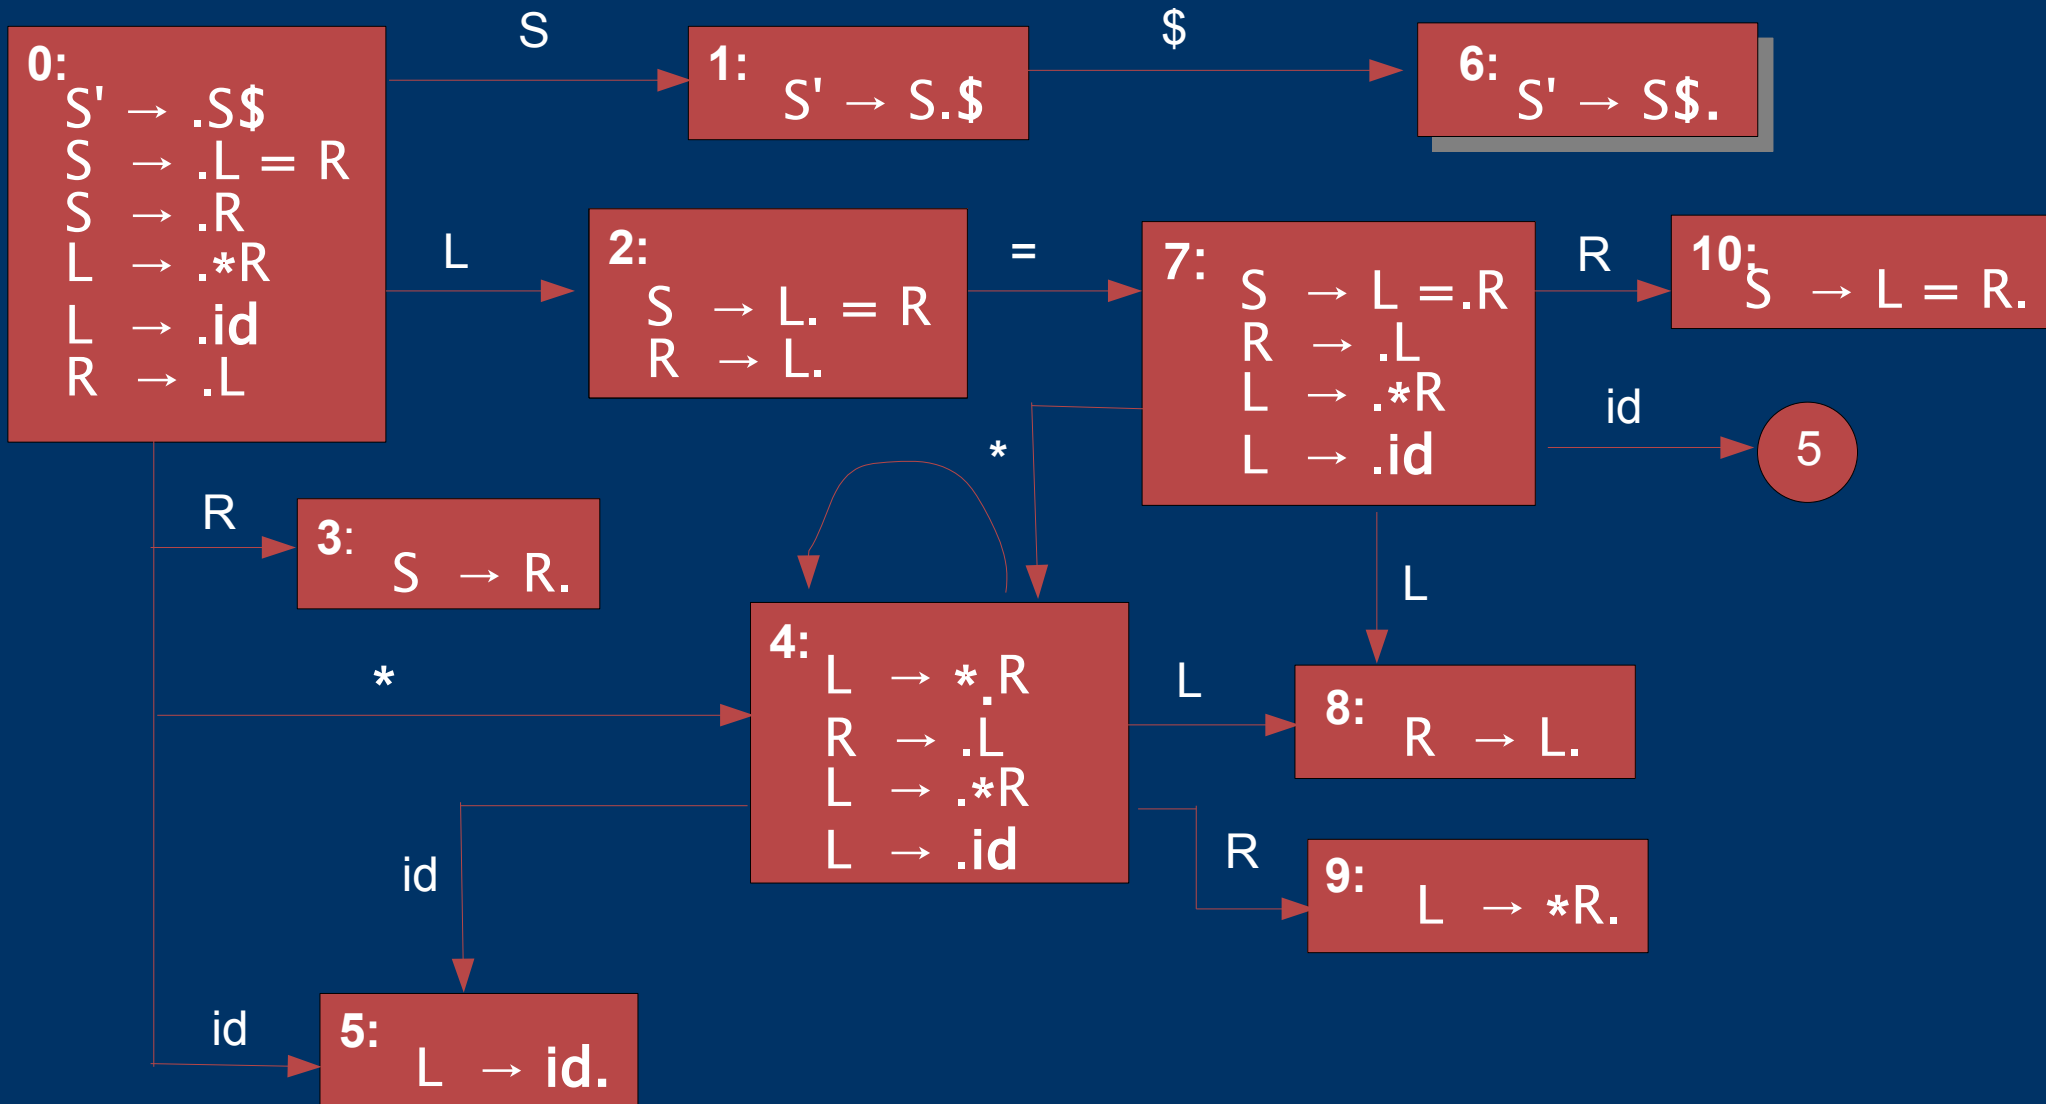 0:
S' → .S$
S → .L = R
S → .R
L → .*R
L → .id
R → .L
S
1:
S' → S.$
$
6:
S' → S$.
L
2:
S → L. = R
R → L.
=
7:
S → L =.R
R → .L
L → .*R
L → .id
R
10:
S → L = R.
id
5
*
R
3:
S → R.
L
*
4:
L → *.R
R → .L
L → .*R
L → .id
L
8:
R → L.
R
9:
L → *R.
id
id
5:
L → id.